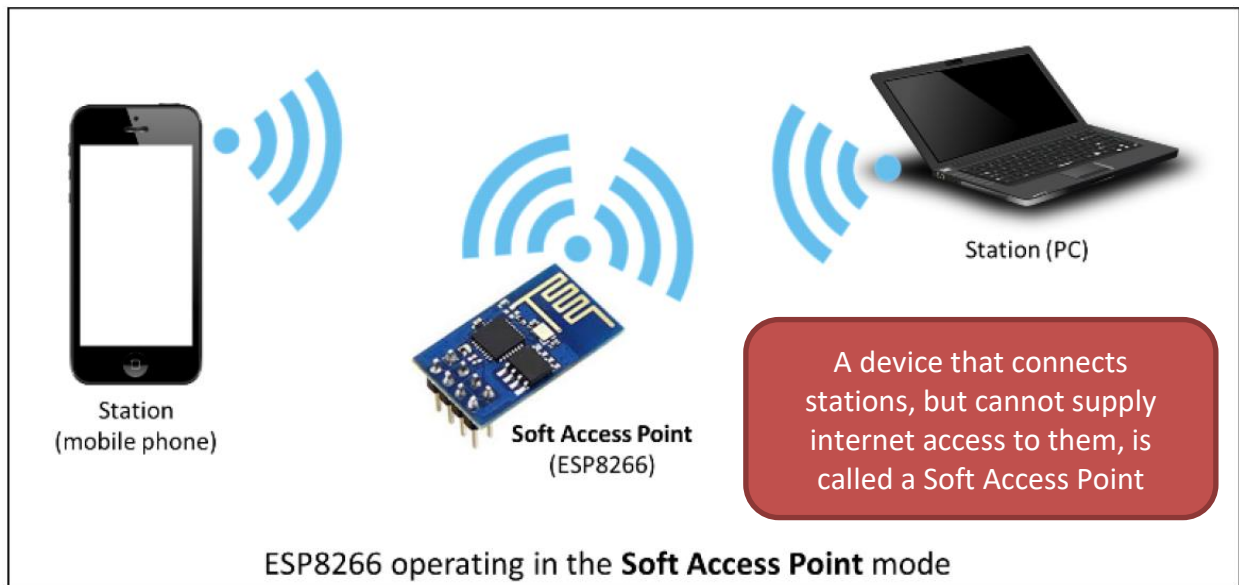 Station (PC)
A device that connects
stations, but cannot supply
internet access to them, is
called a Soft Access Point
Station
(mobile phone)
Soft Access Point
(ESP8266)
ESP8266 operating in the Soft Access Point mode